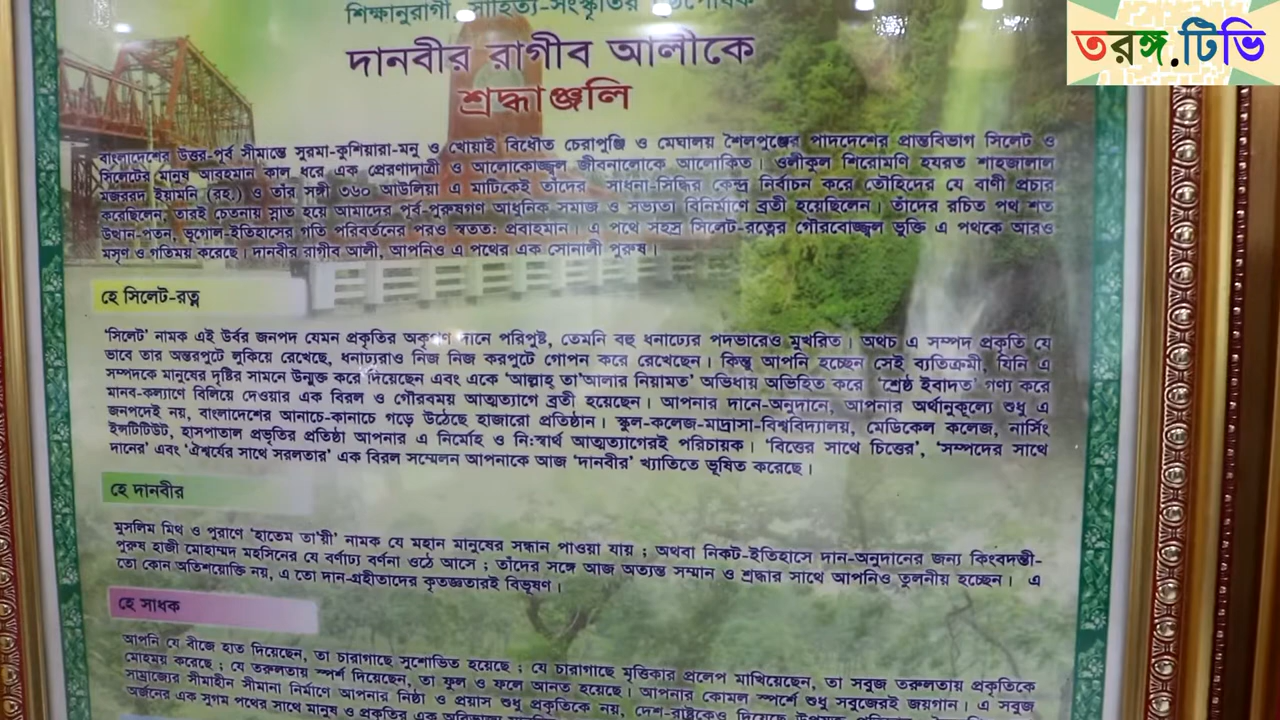 শিক্ষানুরাগী, সাহিত্য-সংস্কৃতির
তরঙ্গ.টিভি
দানবীর রাগীব আলীকে
শ্রদ্ধাঞ্জলি
বাংলাদেশের উত্তর-পূর্ব সীমান্তে সুরমা-কুশিয়ারা-মনু ও খোয়াই বিধৌত চেরাপুঞ্জি ও মেঘালয় শৈলপুঞ্জের পাদদেশের প্রান্তবিভাগ সিলেট ও
সিলেটের মানুষ আবহমান কাল ধরে এক প্রেরণাদাত্রী ও আলোকোজ্জ্বল জীবনালোকে আলোকিত। ওলীকুল শিরোমণি হযরত শাহজালাল
মজররদ ইয়ামনি (রহ.) ও তাঁর সঙ্গী ৩৬০ আউলিয়া এ মাটিকেই তাঁদের সাধনা-সিদ্ধির কেন্দ্র নির্বাচন করে তৌহিদের যে বাণী প্রচার
করেছিলেন, তারই চেতনায় স্নাত হয়ে আমাদের পূর্ব-পুরুষগণ আধুনিক সমাজ ও সভ্যতা বিনির্মাণে ব্রতী হয়েছিলেন। তাঁদের রচিত পথ শত
উত্থান-পতন, ভূগোল-ইতিহাসের গতি পরিবর্তনের পরও স্বতত: প্রবাহমান। এ পথে সহস্র সিলেট-রত্নের গৌরবোজ্জ্বল ভুক্তি এ পথকে আরও
মসৃণ ও গতিময় করেছে। দানবীর রাগীব আলী, আপনিও এ পথের এক সোনালী পুরুষ।
হে সিলেট-রত্ন
'সিলেট' নামক এই উর্বর জনপদ যেমন প্রকৃতির অকৃপণ দানে পরিপুষ্ট, তেমনি বহু ধনাঢ্যের পদভারেও মুখরিত। অথচ এ সম্পদ প্রকৃতি যে
ভাবে তার অন্তরপুটে লুকিয়ে রেখেছে, ধনাঢ্যরাও নিজ নিজ করপুটে গোপন করে রেখেছেন। কিন্তু আপনি হচ্ছেন সেই ব্যতিক্রমী, যিনি এ
সম্পদকে মানুষের দৃষ্টির সামনে উন্মুক্ত করে দিয়েছেন এবং একে 'আল্লাহ্ তা'আলার নিয়ামত' অভিধায় অভিহিত করে 'শ্রেষ্ঠ ইবাদত' গণ্য করে
মানব-কল্যাণে বিলিয়ে দেওয়ার এক বিরল ও গৌরবময় আত্মত্যাগে ব্রতী হয়েছেন। আপনার দানে-অনুদানে, আপনার অর্থানুকূল্যে শুধু এ
জনপদেই নয়, বাংলাদেশের আনাচে-কানাচে গড়ে উঠেছে হাজারো প্রতিষ্ঠান। স্কুল-কলেজ-মাদ্রাসা-বিশ্ববিদ্যালয়, মেডিকেল কলেজ, নার্সিং
ইন্সটিটিউট, হাসপাতাল প্রভৃতির প্রতিষ্ঠা আপনার এ নির্মোহ ও নি:স্বার্থ আত্মত্যাগেরই পরিচায়ক। 'বিত্তের সাথে চিত্তের', 'সম্পদের সাথে
দানের' এবং 'ঐশ্বর্যের সাথে সরলতার' এক বিরল সম্মেলন আপনাকে আজ 'দানবীর' খ্যাতিতে ভূষিত করেছে।
হে দানবীর
মুসলিম মিথ ও পুরাণে 'হাতেম তা'য়ী' নামক যে মহান মানুষের সন্ধান পাওয়া যায় ; অথবা নিকট-ইতিহাসে দান-অনুদানের জন্য কিংবদন্তী-
পুরুষ হাজী মোহাম্মদ মহসিনের যে বর্ণাঢ্য বর্ণনা ওঠে আসে ; তাঁদের সঙ্গে আজ অত্যন্ত সম্মান ও শ্রদ্ধার সাথে আপনিও তুলনীয় হচ্ছেন। এ
তো কোন অতিশয়োক্তি নয়, এ তো দান-গ্রহীতাদের কৃতজ্ঞতারই বিভূষণ।
হে সাধক
আপনি যে বীজে হাত দিয়েছেন, তা চারাগাছে সুশোভিত হয়েছে ; যে চারাগাছে মৃত্তিকার প্রলেপ মাখিয়েছেন, তা সবুজ তরুলতায় প্রকৃতিকে
মোহময় করেছে ; যে তরুলতায় স্পর্শ দিয়েছেন, তা ফুল ও ফলে আনত হয়েছে। আপনার কোমল স্পর্শে শুধু সবুজেরই জয়গান। এ সবুজ
সাম্রাজ্যের সীমাহীন সীমানা নির্মাণে আপনার নিষ্ঠা ও প্রয়াস শুধু প্রকৃতিকে নয়, দেশ-রাষ্ট্রকেও দিয়েছে
অর্জনের এক সুগম পথের সাথে মানুষ ও প্রকৃতির এক